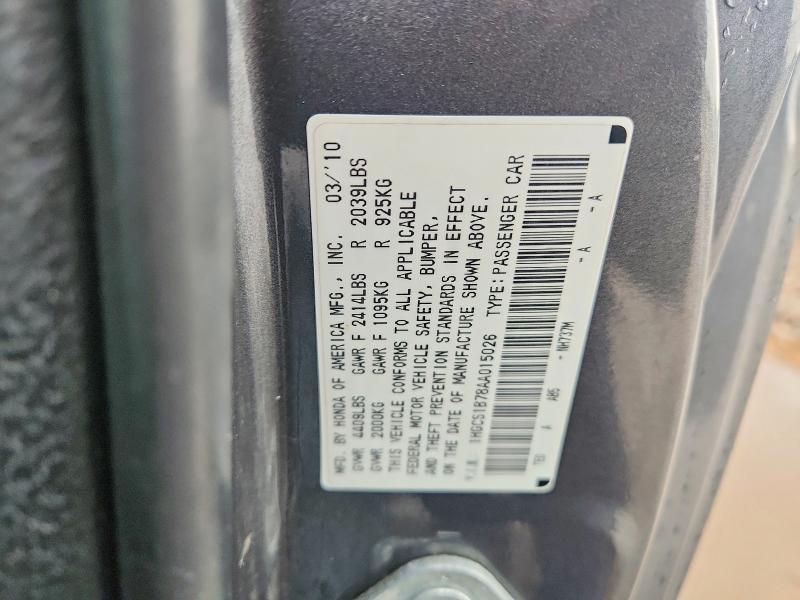 MFD. BY HONDA OF AMERICA MFG., INC. 03/'10
GVWR 4409LBS GAWR F 2414LBS R 2039LBS
GVWR 2000KG GAWR F 1095KG R 925KG
THIS VEHICLE CONFORMS TO ALL APPLICABLE
FEDERAL MOTOR VEHICLE SAFETY, BUMPER,
AND THEFT PREVENTION STANDARDS IN EFFECT
ON THE DATE OF MANUFACTURE SHOWN ABOVE.
V.I.N. 1HGCS1B78AA015026 TYPE:PASSENGER CAR
A AB5 - NH737M - A - A